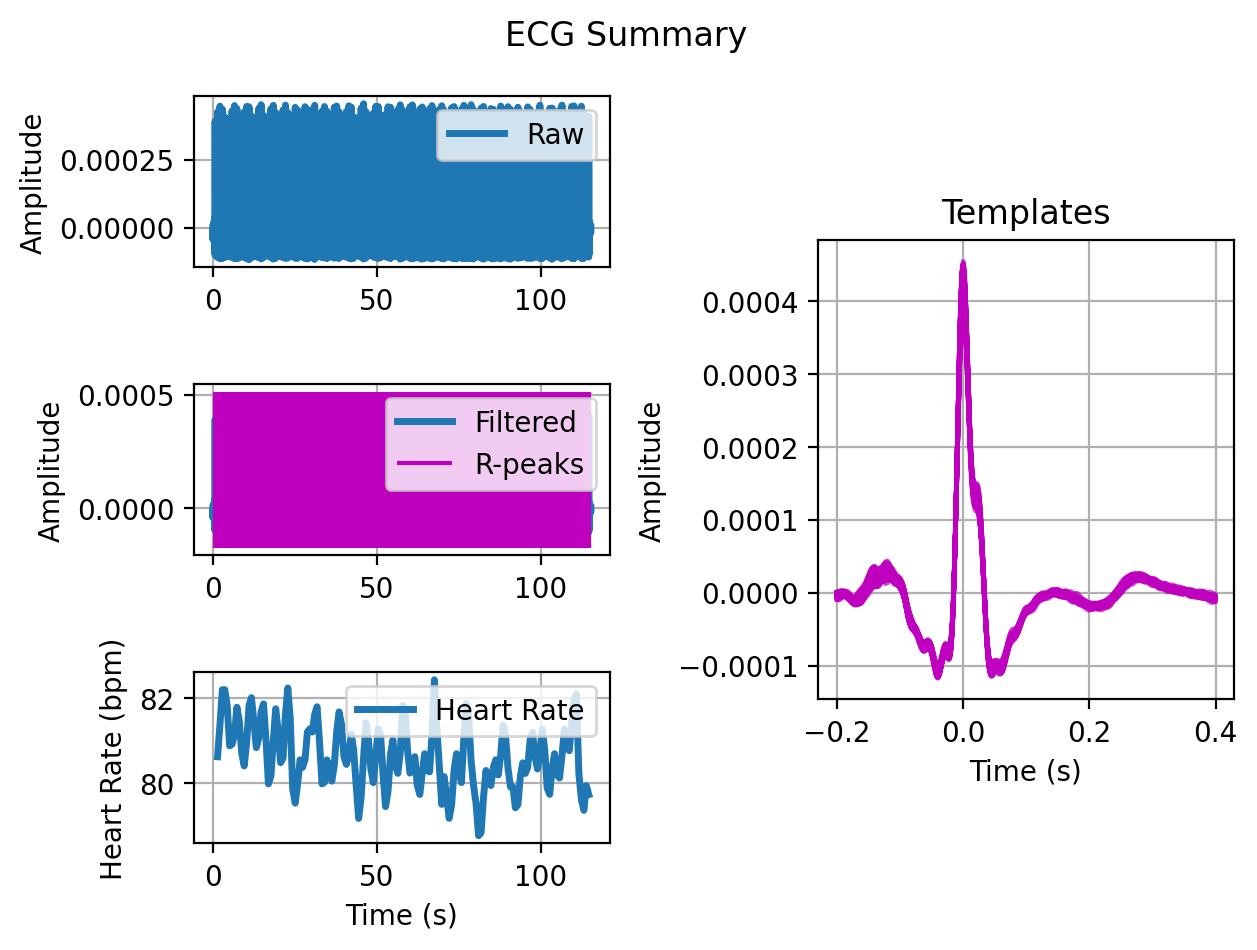 ECG Summary
Amplitude
0.00025
0.00000
Raw
0
50
100
Amplitude
0.0005
0.0000
Filtered
R-peaks
0
50
100
Heart Rate (bpm)
82
80
Heart Rate
0
50
100
Time (s)
Templates
Amplitude
0.0004
0.0003
0.0002
0.0001
0.0000
−0.0001
−0.2
0.0
0.2
0.4
Time (s)